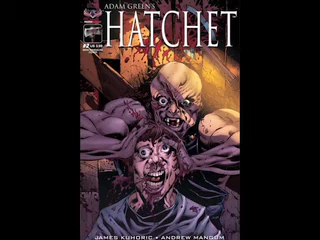 ADAM GREEN'S
HATCHET
#2
JAMES KUHORIC • ANDREW MANGUM